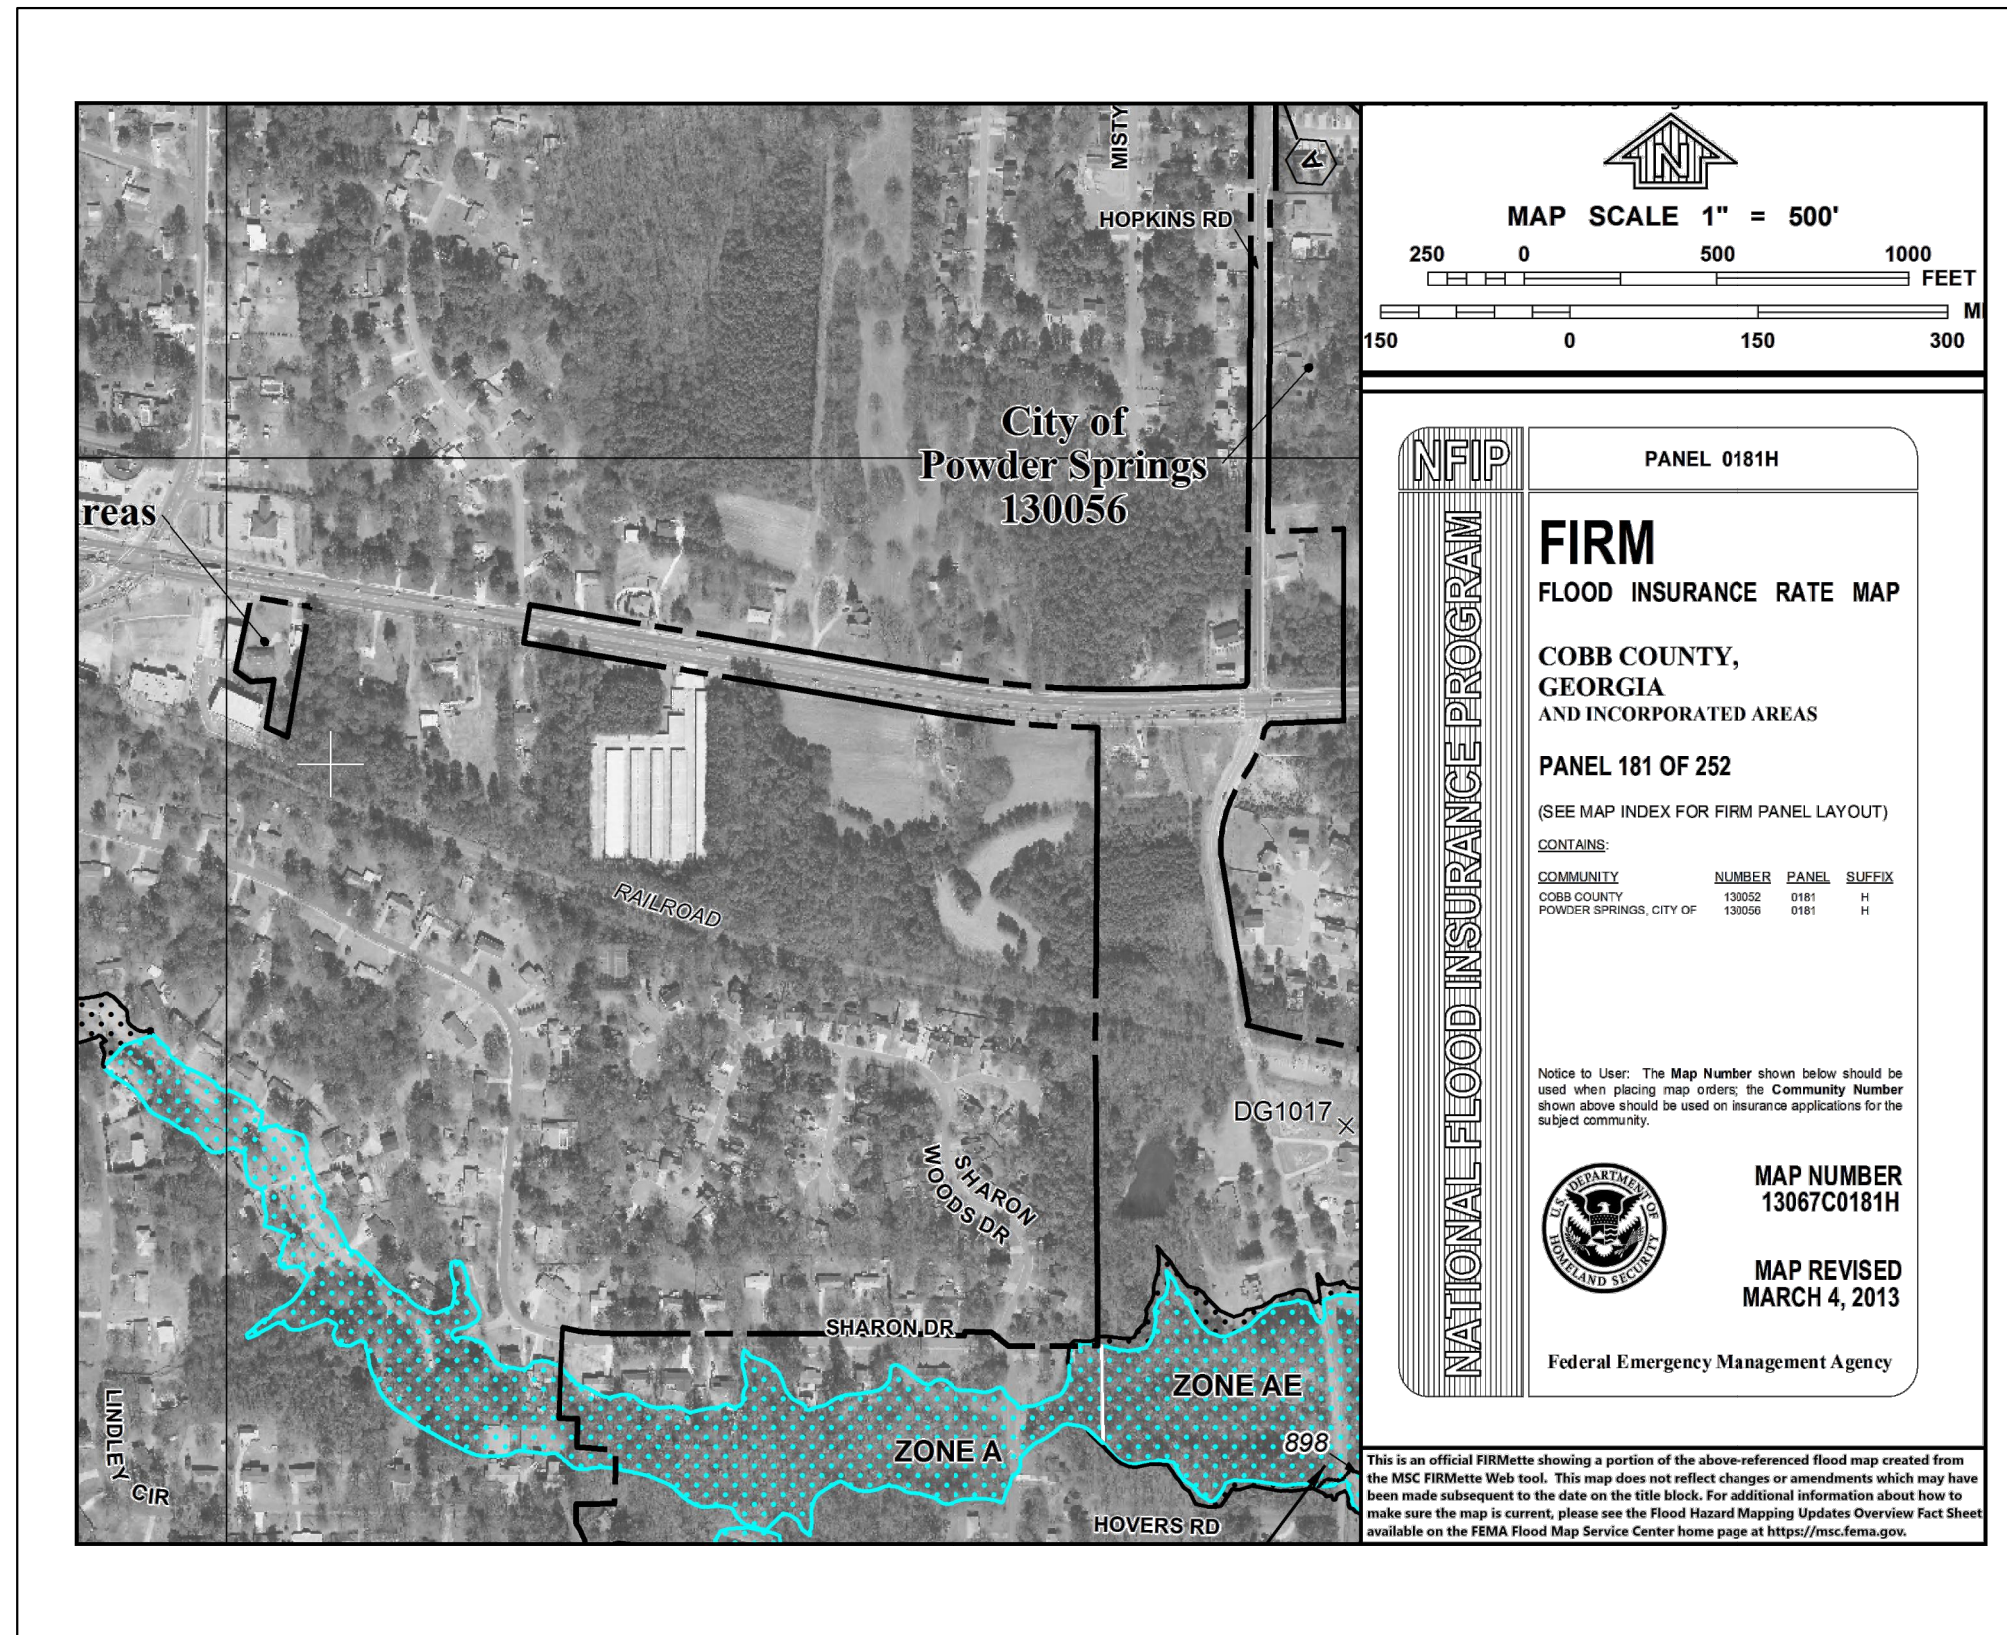 MISTY
A
HOPKINS RD
City of
Powder Springs
130056
reas
RAILROAD
DG1017
SHARON
WOODS DR
SHARON DR
ZONE AE
ZONE A
898
LINDLEY
CIR
HOVERS RD
N
MAP SCALE 1" = 500'
250 0 500 1000
FEET
150 0 150 300
NFIP
NATIONAL FLOOD INSURANCE PROGRAM
PANEL 0181H
FIRM
FLOOD INSURANCE RATE MAP
COBB COUNTY,
GEORGIA
AND INCORPORATED AREAS
PANEL 181 OF 252
(SEE MAP INDEX FOR FIRM PANEL LAYOUT)
CONTAINS:
COMMUNITY NUMBER PANEL SUFFIX
COBB COUNTY 130052 0181 H
POWDER SPRINGS, CITY OF 130056 0181 H
Notice to User: The Map Number shown below should be
used when placing map orders; the Community Number
shown above should be used on insurance applications for the
subject community.
U.S. DEPARTMENT OF HOMELAND SECURITY
MAP NUMBER
13067C0181H
MAP REVISED
MARCH 4, 2013
Federal Emergency Management Agency
This is an official FIRMette showing a portion of the above-referenced flood map created from
the MSC FIRMette Web tool. This map does not reflect changes or amendments which may have
been made subsequent to the date on the title block. For additional information about how to
make sure the map is current, please see the Flood Hazard Mapping Updates Overview Fact Sheet
available on the FEMA Flood Map Service Center home page at https://msc.fema.gov.